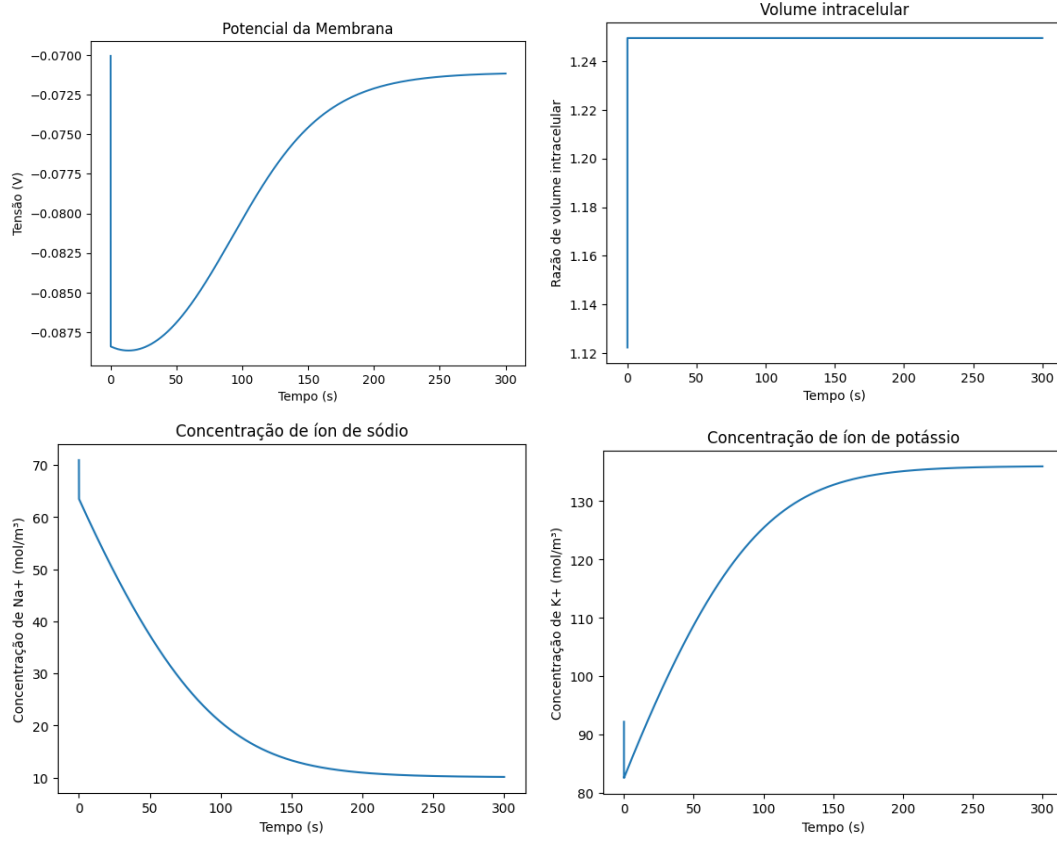 Potencial da Membrana
−0.0700
−0.0725
−0.0750
−0.0775
−0.0800
−0.0825
−0.0850
−0.0875
Tensão (V)
0 50 100 150 200 250 300
Tempo (s)
Volume intracelular
1.24
1.22
1.20
1.18
1.16
1.14
1.12
Razão de volume intracelular
0 50 100 150 200 250 300
Tempo (s)
Concentração de íon de sódio
70
60
50
40
30
20
10
Concentração de Na+ (mol/m³)
0 50 100 150 200 250 300
Tempo (s)
Concentração de íon de potássio
130
120
110
100
90
80
Concentração de K+ (mol/m³)
0 50 100 150 200 250 300
Tempo (s)